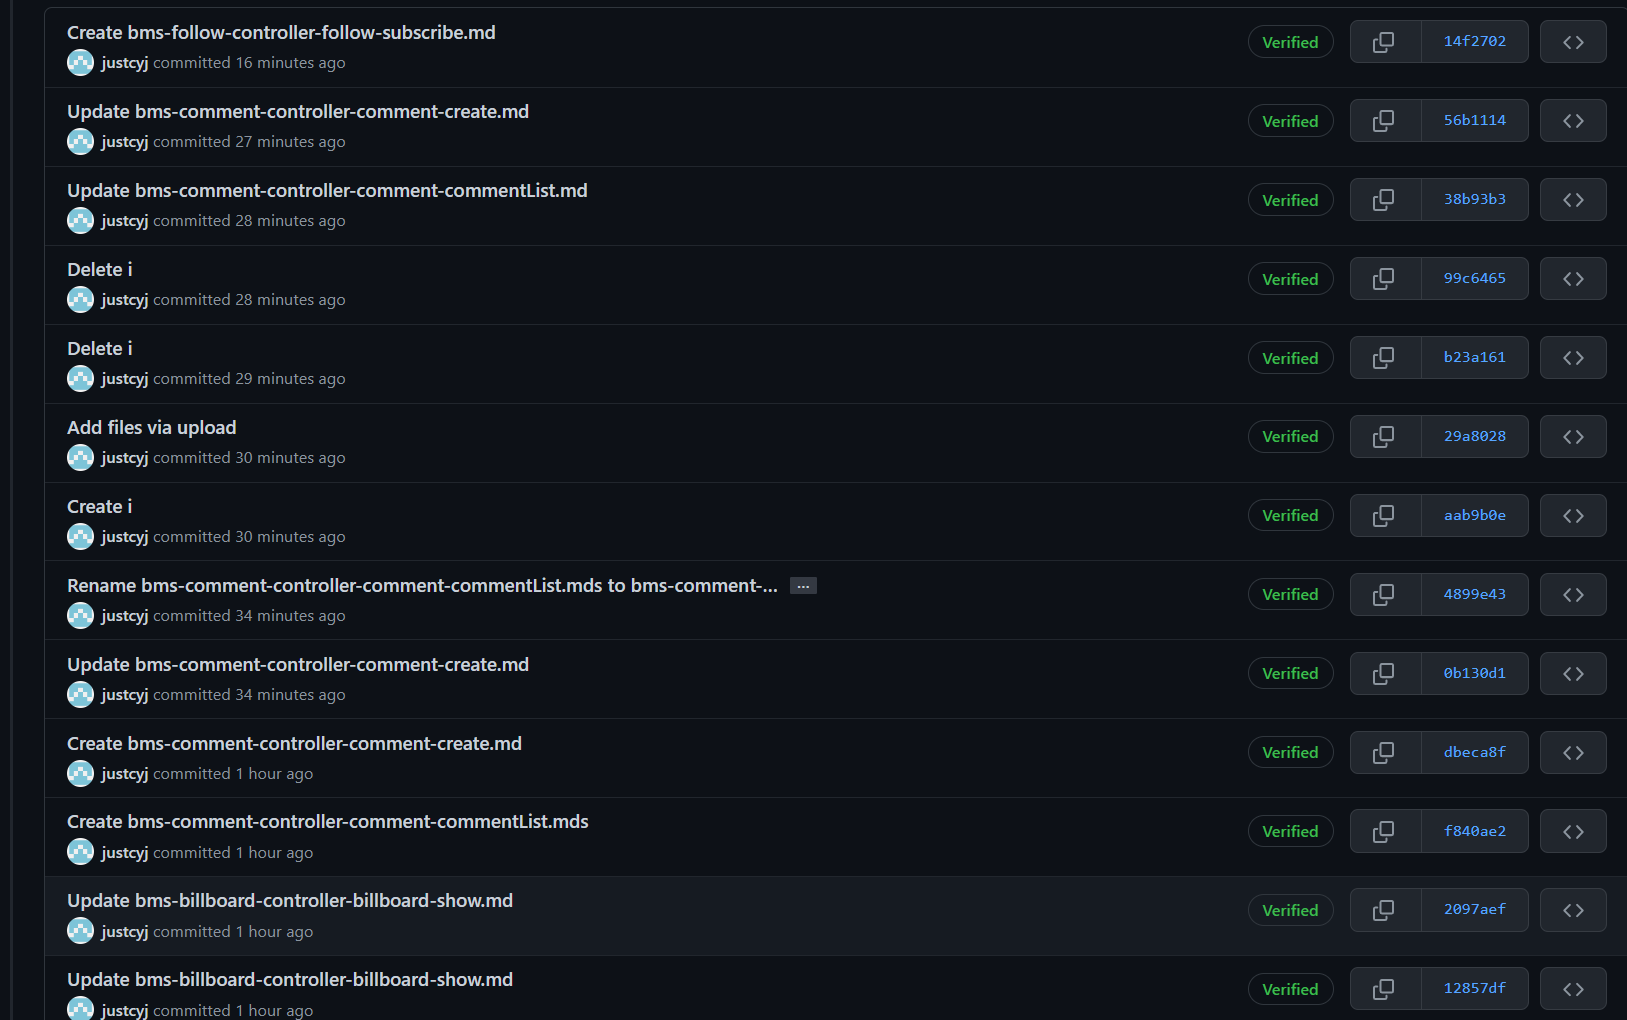 Create bms-follow-controller-follow-subscribe.md
Verified 14f2702
justcyj committed 16 minutes ago
Update bms-comment-controller-comment-create.md
Verified 56b1114
justcyj committed 27 minutes ago
Update bms-comment-controller-comment-commentList.md
Verified 38b93b3
justcyj committed 28 minutes ago
Delete i
Verified 99c6465
justcyj committed 28 minutes ago
Delete i
Verified b23a161
justcyj committed 29 minutes ago
Add files via upload
Verified 29a8028
justcyj committed 30 minutes ago
Create i
Verified aab9b0e
justcyj committed 30 minutes ago
Rename bms-comment-controller-comment-commentList.mds to bms-comment-... ...
Verified 4899e43
justcyj committed 34 minutes ago
Update bms-comment-controller-comment-create.md
Verified 0b130d1
justcyj committed 34 minutes ago
Create bms-comment-controller-comment-create.md
Verified dbeca8f
justcyj committed 1 hour ago
Create bms-comment-controller-comment-commentList.mds
Verified f840ae2
justcyj committed 1 hour ago
Update bms-billboard-controller-billboard-show.md
Verified 2097aef
justcyj committed 1 hour ago
Update bms-billboard-controller-billboard-show.md
Verified 12857df
justcyj committed 1 hour ago